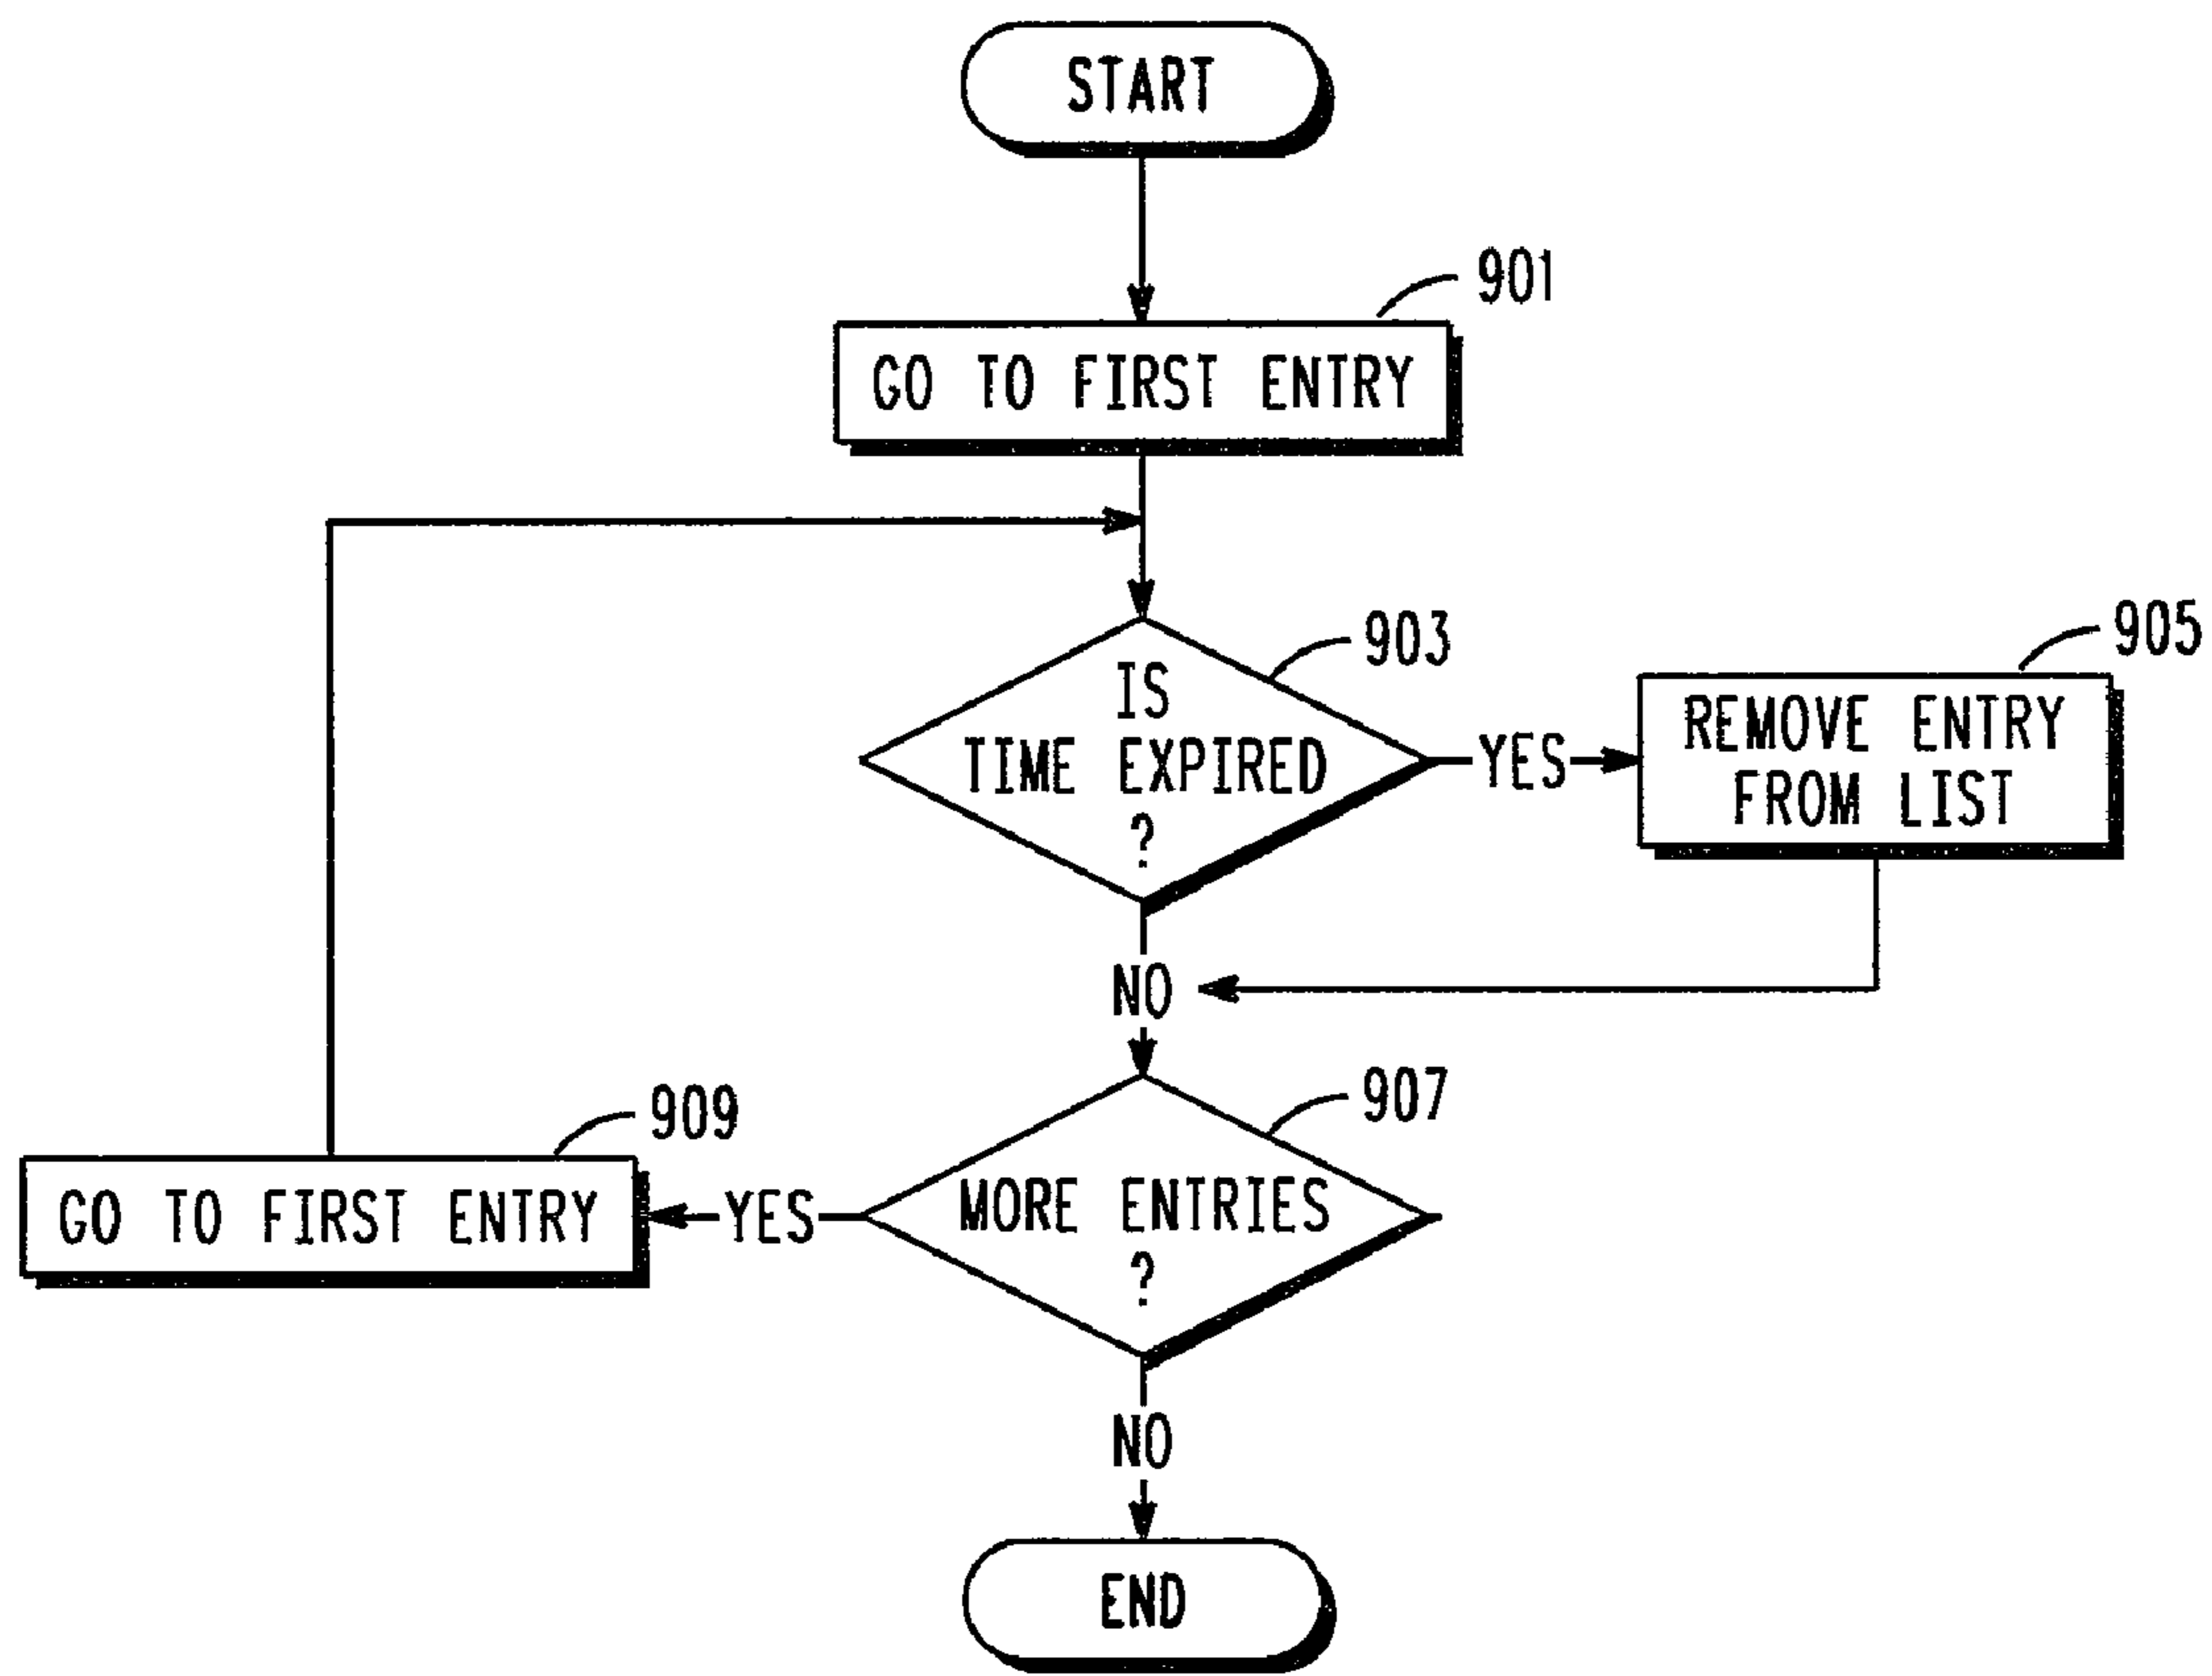 START
901
GO TO FIRST ENTRY
903
IS
TIME EXPIRED
?
YES
905
REMOVE ENTRY
FROM LIST
NO
907
MORE ENTRIES
?
YES
909
GO TO FIRST ENTRY
NO
END